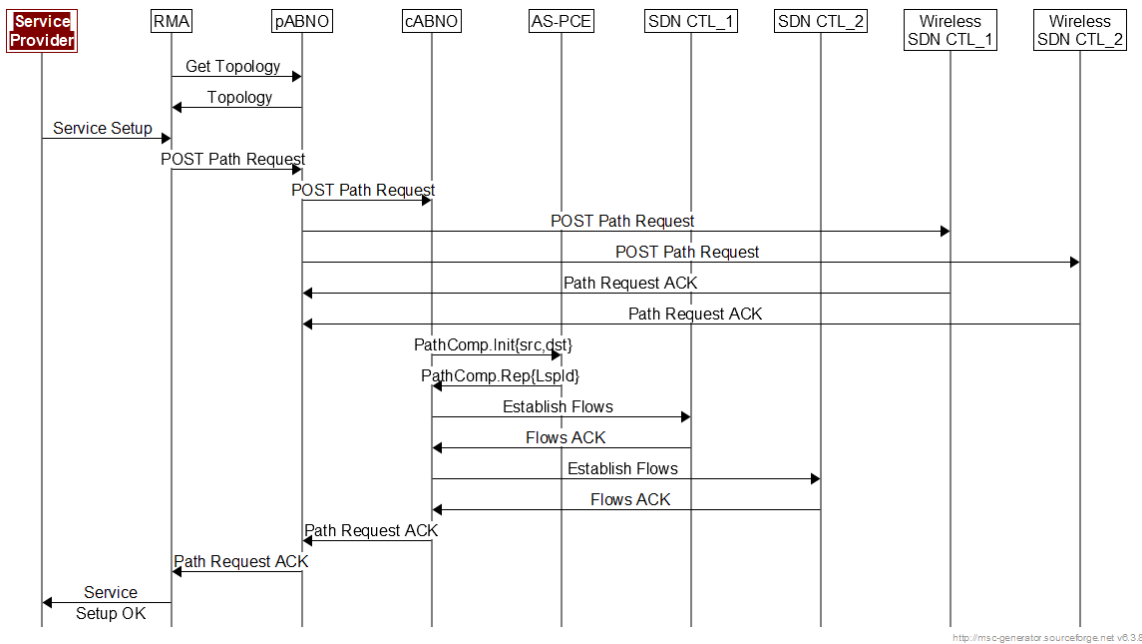 Service Provider
RMA
pABNO
cABNO
AS-PCE
SDN CTL_1
SDN CTL_2
Wireless SDN CTL_1
Wireless SDN CTL_2
Get Topology
Topology
Service Setup
POST Path Request
POST Path Request
POST Path Request
POST Path Request
Path Request ACK
Path Request ACK
PathComp.Init{src,dst}
PathComp.Rep{LspId}
Establish Flows
Flows ACK
Establish Flows
Flows ACK
Path Request ACK
Path Request ACK
Service
Setup OK
http://msc-generator.sourceforge.net v6.3.8